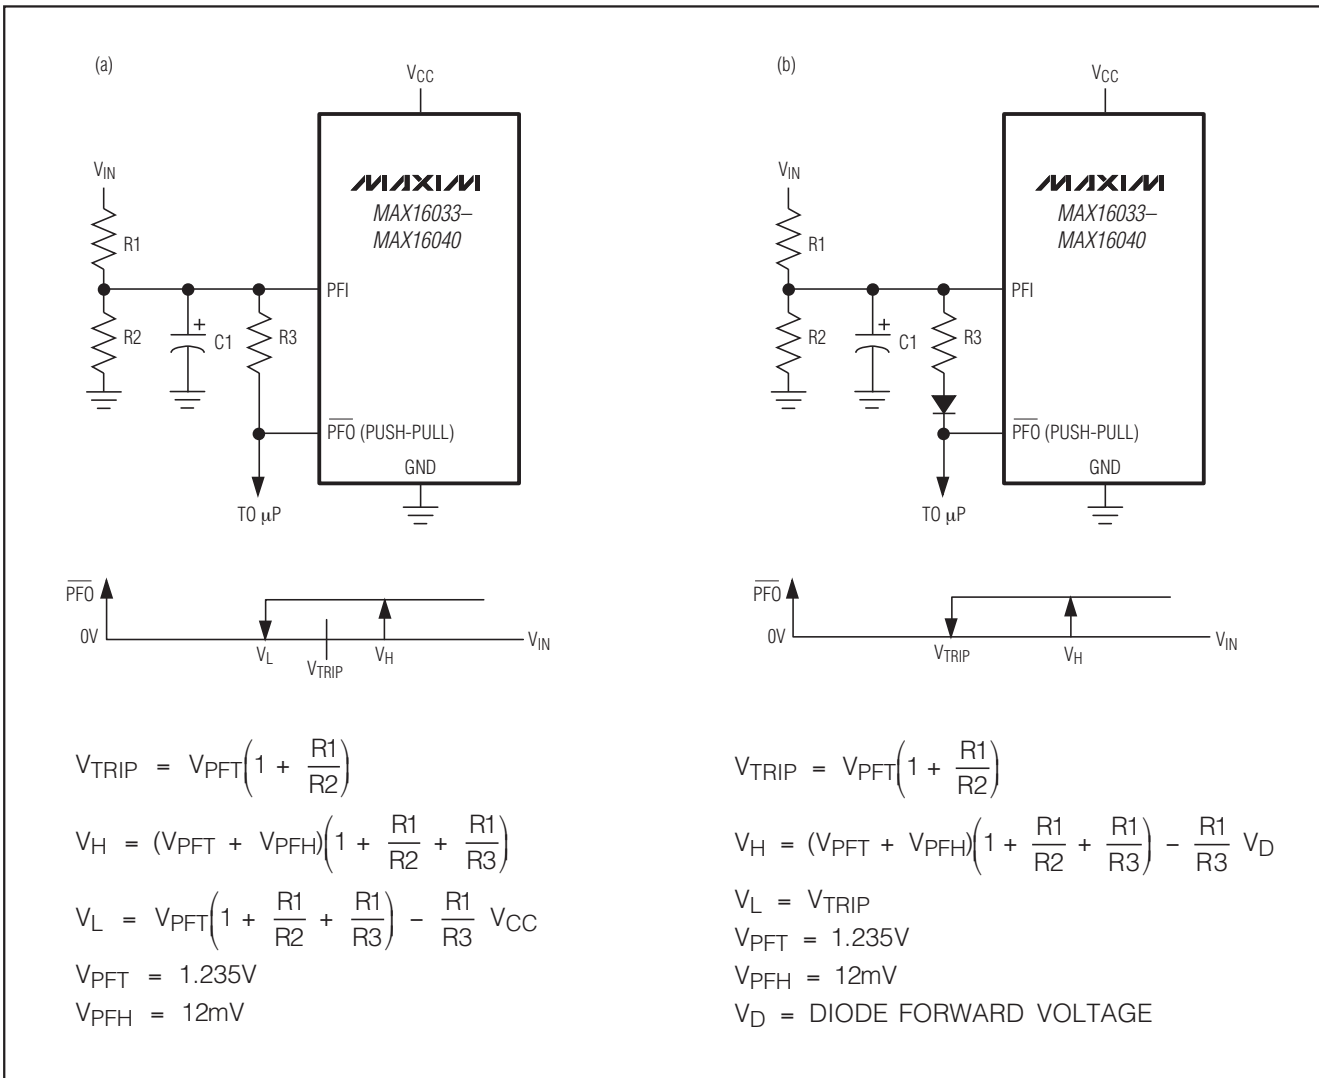 (a)
VCC
VIN
MAXIM
MAX16033–
MAX16040
R1
PFI
R2
C1
+
R3
PFO (PUSH-PULL)
GND
TO µP
PFO
0V
VL
VTRIP
VH
VIN
VTRIP = VPFT(1 + R1/R2)
VH = (VPFT + VPFH)(1 + R1/R2 + R1/R3)
VL = VPFT(1 + R1/R2 + R1/R3) – R1/R3 VCC
VPFT = 1.235V
VPFH = 12mV
(b)
VCC
VIN
MAXIM
MAX16033–
MAX16040
R1
PFI
R2
C1
+
R3
PFO (PUSH-PULL)
GND
TO µP
PFO
0V
VTRIP
VH
VIN
VTRIP = VPFT(1 + R1/R2)
VH = (VPFT + VPFH)(1 + R1/R2 + R1/R3) – R1/R3 VD
VL = VTRIP
VPFT = 1.235V
VPFH = 12mV
VD = DIODE FORWARD VOLTAGE